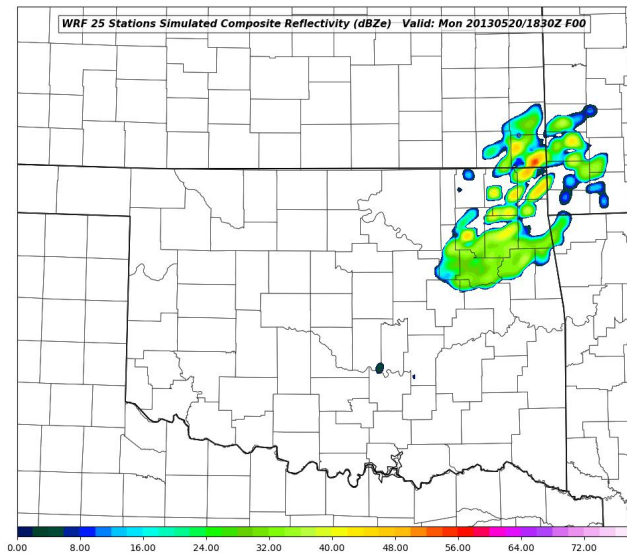 WRF 25 Stations Simulated Composite Reflectivity (dBZe)   Valid: Mon 20130520/1830Z F00
0.00 8.00 16.00 24.00 32.00 40.00 48.00 56.00 64.00 72.00